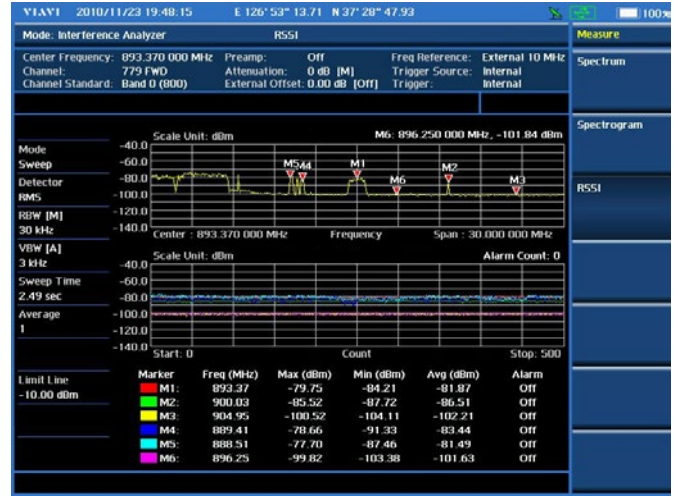 VIAVI 2010/11/23 19:48:15 E 126° 53" 13.71 N 37° 28" 47.93 100%
Mode: Interference Analyzer RSSI Measure
Center Frequency: 893.370 000 MHz Preamp: Off Freq Reference: External 10 MHz
Channel: 779 FWD Attenuation: 0 dB [M] Trigger Source: Internal
Channel Standard: Band 0 (800) External Offset: 0.00 dB [Off] Trigger: Internal
Spectrum
Spectrogram
RSSI
Mode
Sweep
Detector
RMS
RBW [M]
30 kHz
VBW [A]
3 kHz
Sweep Time
2.49 sec
Average
1
Limit Line
-10.00 dBm
Scale Unit: dBm M6: 896.250 000 MHz, -101.84 dBm
-40.0
-60.0
-80.0
-100.0
-120.0
-140.0
M5 M4 M1 M6 M2 M3
Center : 893.370 000 MHz Frequency Span : 30.000 000 MHz
Scale Unit: dBm Alarm Count: 0
-40.0
-60.0
-80.0
-100.0
-120.0
-140.0
Start: 0 Count Stop: 500
Marker Freq (MHz) Max (dBm) Min (dBm) Avg (dBm) Alarm
M1: 893.37 -79.75 -84.21 -81.87 Off
M2: 900.03 -85.52 -87.72 -86.51 Off
M3: 904.95 -100.52 -104.11 -102.21 Off
M4: 889.41 -78.66 -91.33 -83.44 Off
M5: 888.51 -77.70 -87.46 -81.49 Off
M6: 896.25 -99.82 -103.38 -101.63 Off